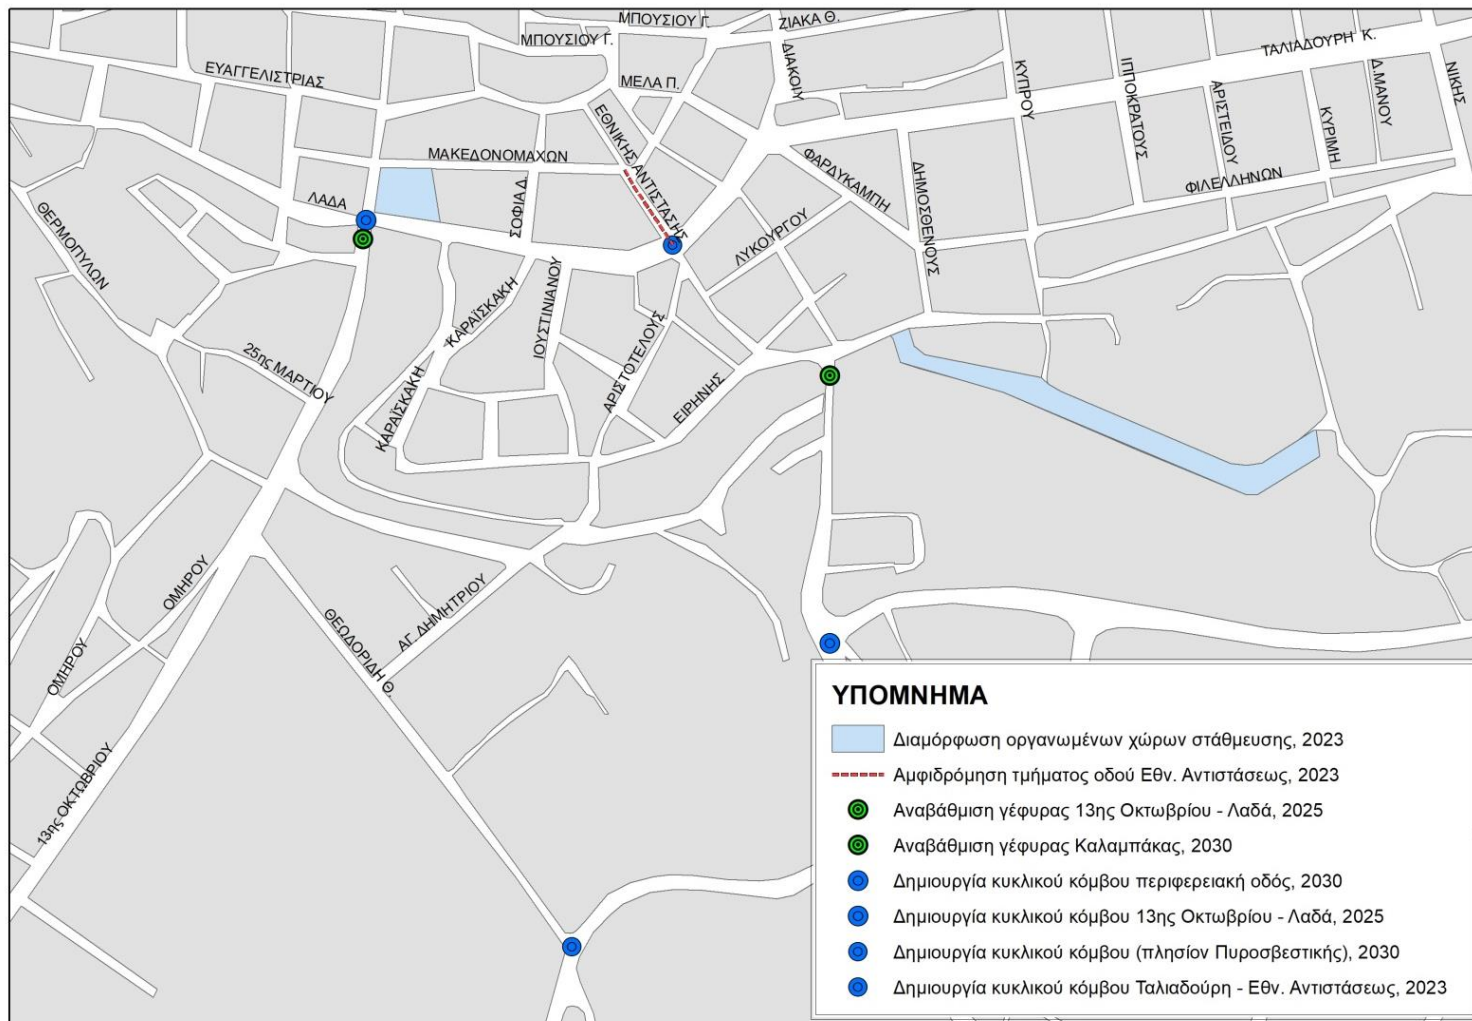 ΜΠΟΥΣΙΟΥ Γ.
ΖΙΑΚΑ Θ.
ΜΠΟΥΣΙΟΥ Γ.
ΤΑΛΙΑΔΟΥΡΗ Κ.
ΕΥΑΓΓΕΛΙΣΤΡΙΑΣ
ΜΕΛΑ Π.
ΔΙΑΚΟΥ
ΚΥΠΡΟΥ
ΙΠΠΟΚΡΑΤΟΥΣ
ΑΡΙΣΤΕΙΔΟΥ
ΚΥΡΙΜΗ
Δ.ΜΑΝΟΥ
ΝΙΚΗΣ
ΕΘΝΙΚΗΣ ΑΝΤΙΣΤΑΣΗΣ
ΜΑΚΕΔΟΝΟΜΑΧΩΝ
ΦΑΡΔΥΚΑΜΠΗ
ΔΗΜΟΣΘΕΝΟΥΣ
ΦΙΛΕΛΛΗΝΩΝ
ΛΑΔΑ
ΣΟΦΙΑ Δ.
ΛΥΚΟΥΡΓΟΥ
ΘΕΡΜΟΠΥΛΩΝ
ΚΑΡΑΪΣΚΑΚΗ
ΙΟΥΣΤΙΝΙΑΝΟΥ
25ης ΜΑΡΤΙΟΥ
ΑΡΙΣΤΟΤΕΛΟΥΣ
ΚΑΡΑΪΣΚΑΚΗ
ΕΙΡΗΝΗΣ
ΟΜΗΡΟΥ
ΑΓ. ΔΗΜΗΤΡΙΟΥ
ΘΕΩΔΟΡΙΔΗ Θ.
ΟΜΗΡΟΥ
13ης ΟΚΤΩΒΡΙΟΥ
ΥΠΟΜΝΗΜΑ
Διαμόρφωση οργανωμένων χώρων στάθμευσης, 2023
Αμφιδρόμηση τμήματος οδού Εθν. Αντιστάσεως, 2023
Αναβάθμιση γέφυρας 13ης Οκτωβρίου - Λαδά, 2025
Αναβάθμιση γέφυρας Καλαμπάκας, 2030
Δημιουργία κυκλικού κόμβου περιφερειακή οδός, 2030
Δημιουργία κυκλικού κόμβου 13ης Οκτωβρίου - Λαδά, 2025
Δημιουργία κυκλικού κόμβου (πλησίον Πυροσβεστικής), 2030
Δημιουργία κυκλικού κόμβου Ταλιαδούρη - Εθν. Αντιστάσεως, 2023